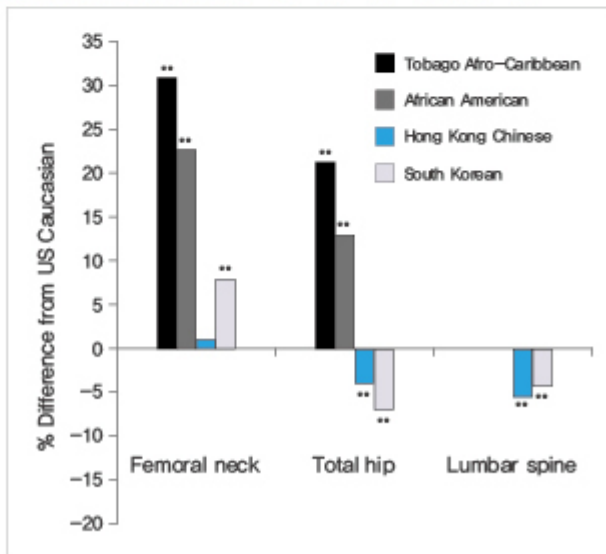 % Difference from US Caucasian
35
30
25
20
15
10
5
0
−5
−10
−15
−20
**
**
**
**
**
**
**
**
**
Tobago Afro-Caribbean
African American
Hong Kong Chinese
South Korean
Femoral neck
Total hip
Lumbar spine